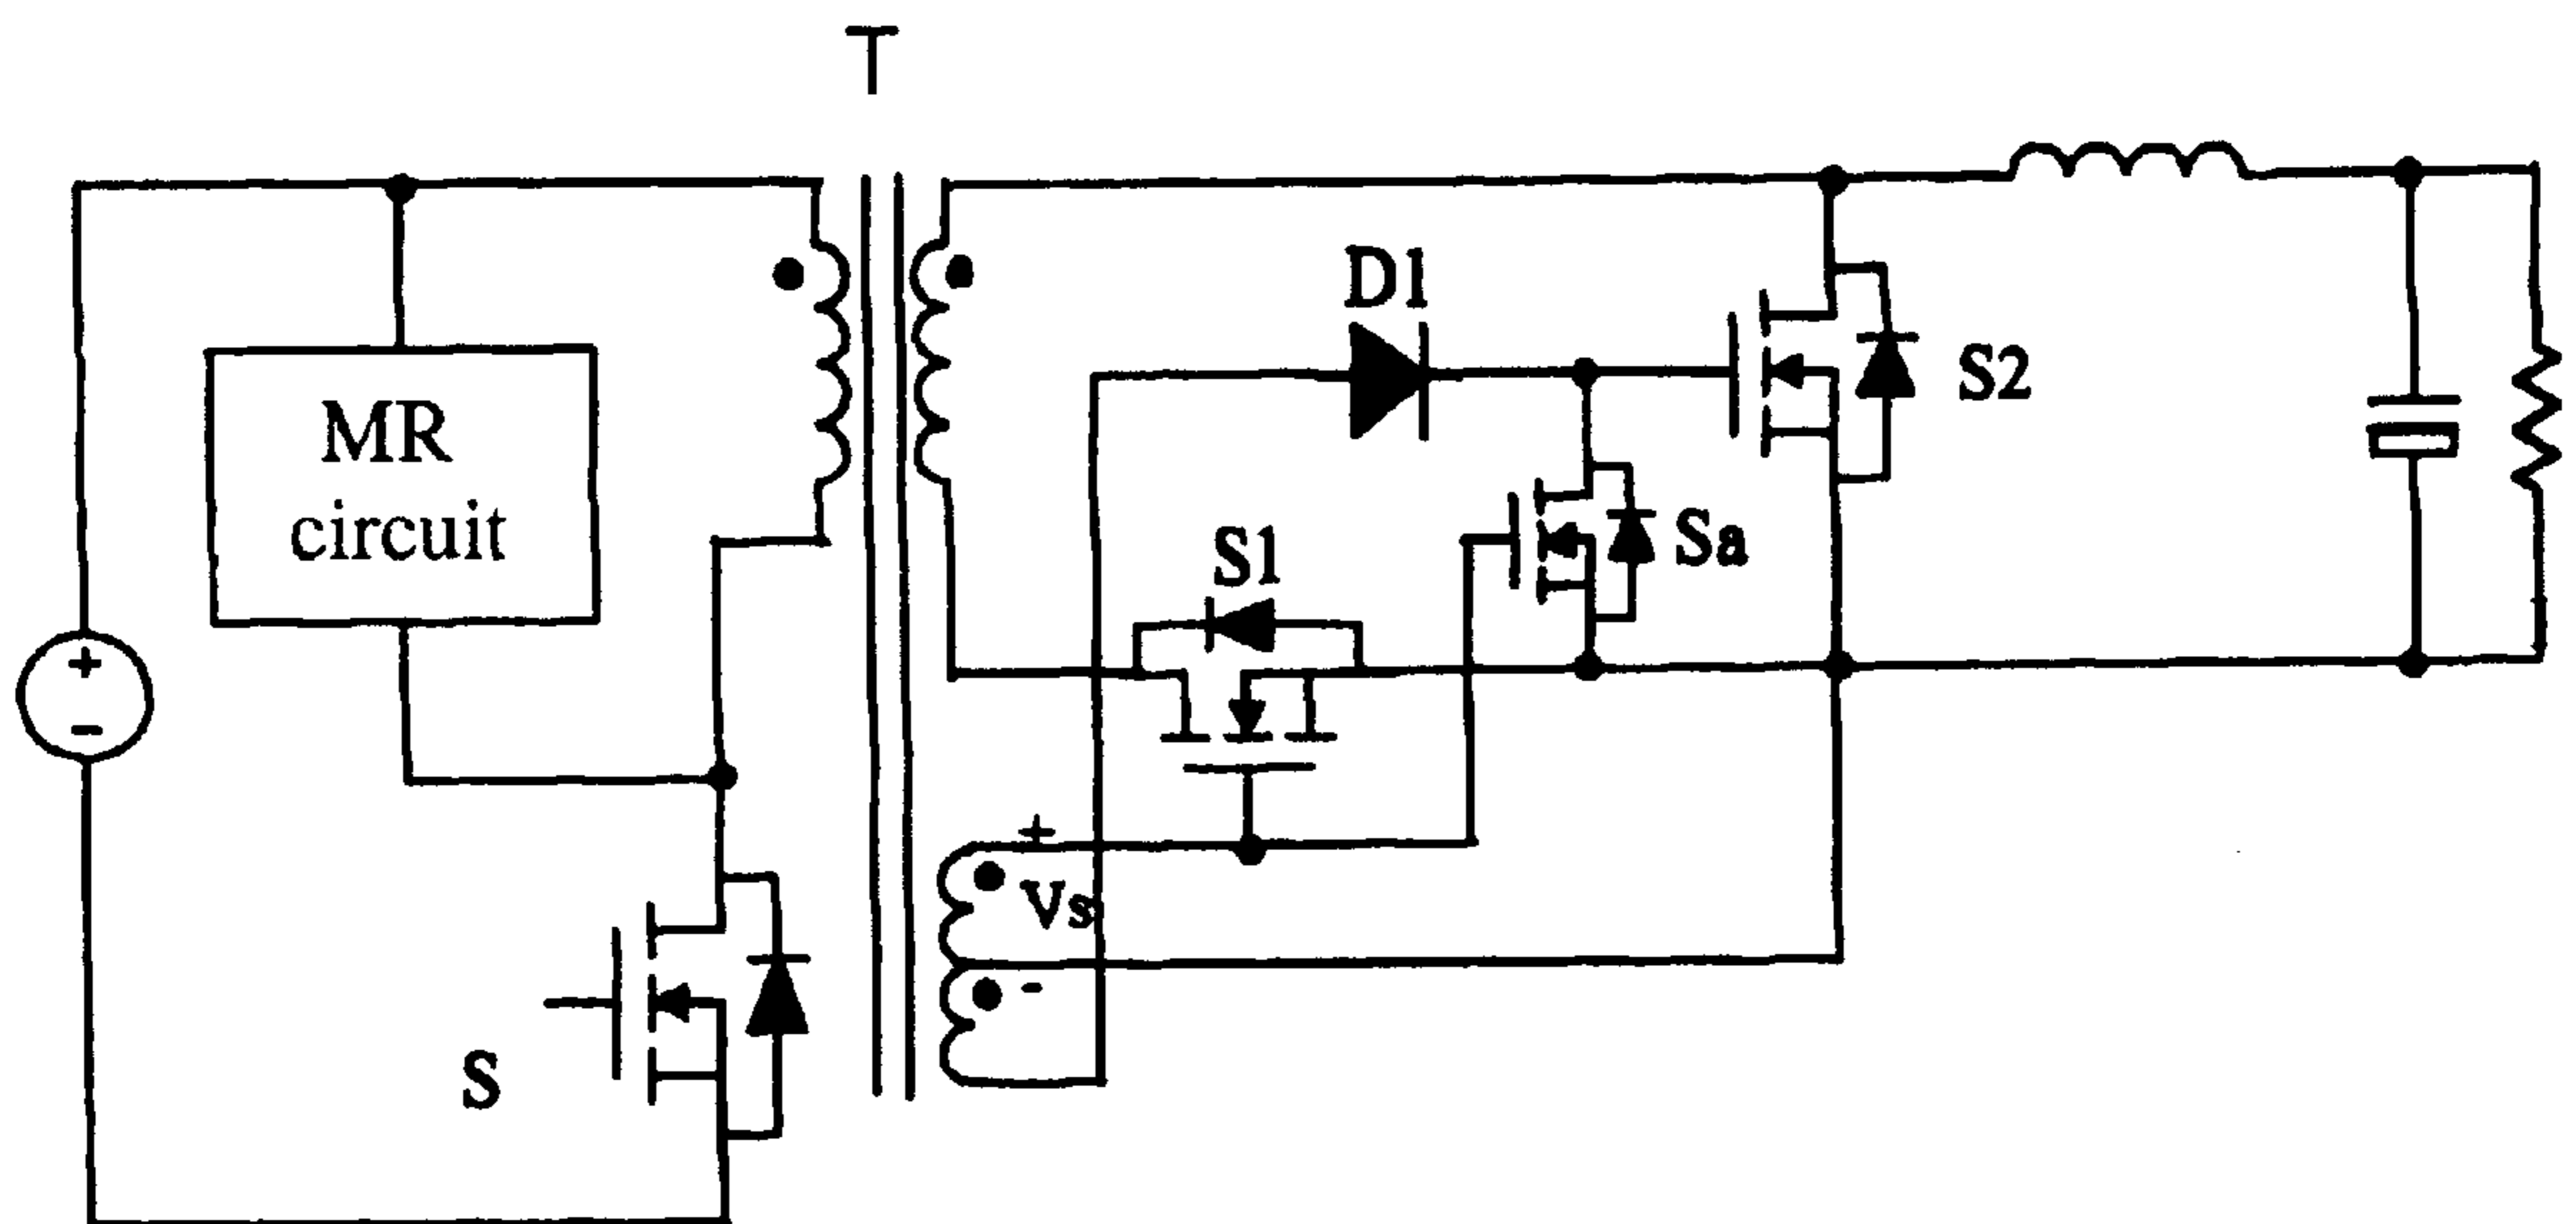 T
D1
S2
MR
circuit
S1
Sa
+
-
+
Vs
-
S